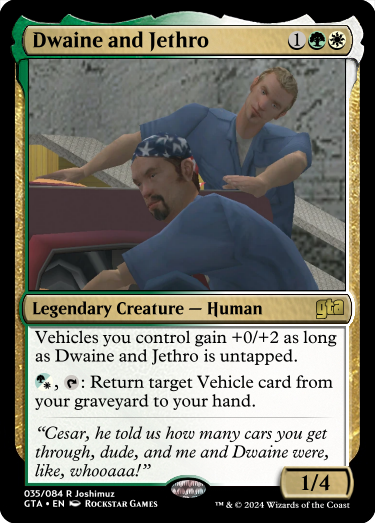 Dwaine and Jethro 1
Legendary Creature — Human gta
Vehicles you control gain +0/+2 as long
as Dwaine and Jethro is untapped.
, : Return target Vehicle card from
your graveyard to your hand.
“Cesar, he told us how many cars you get
through, dude, and me and Dwaine were,
like, whoaaa!”
1/4
035/084 R Joshimuz
GTA • EN Rockstar Games
™ & © 2024 Wizards of the Coast